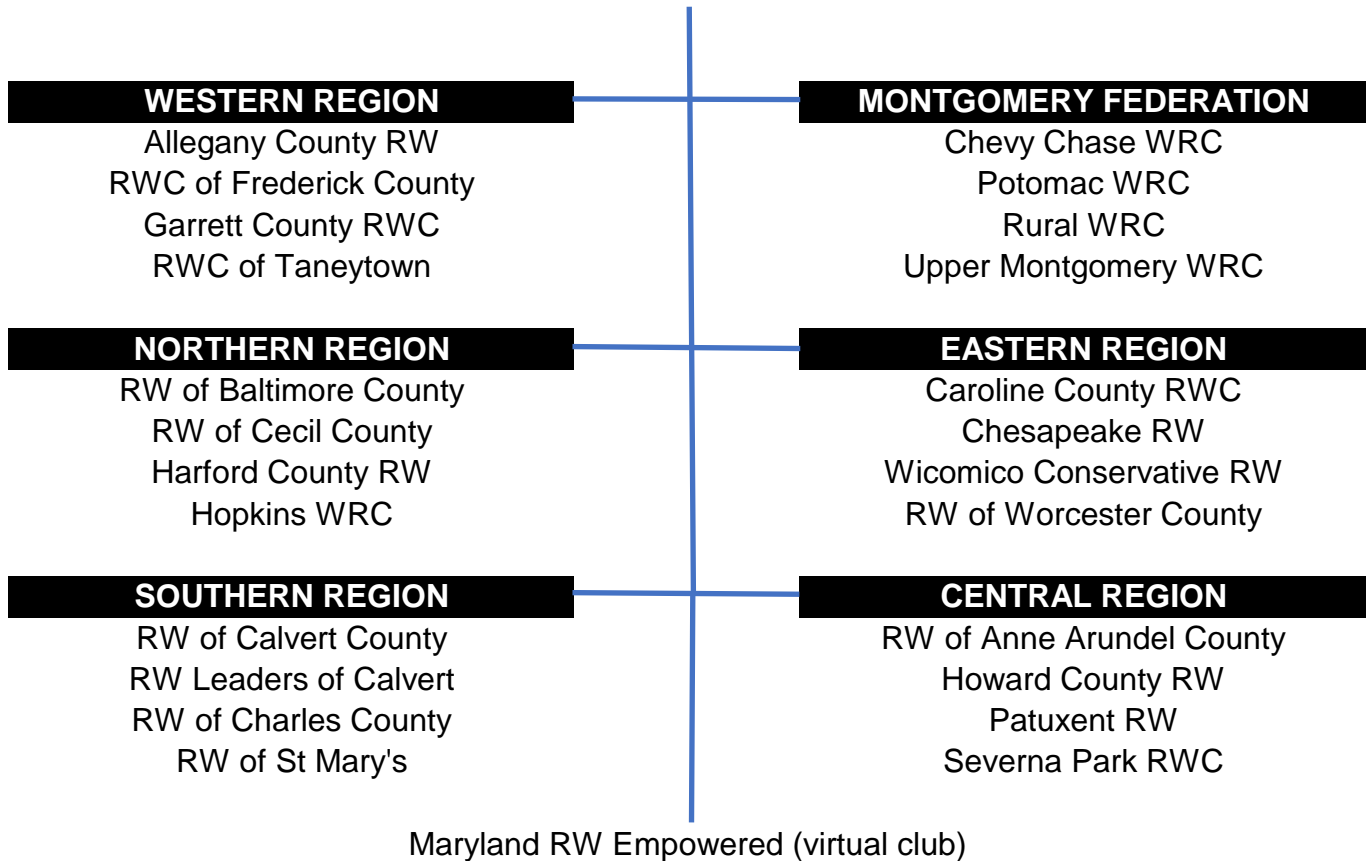 WESTERN REGION
Allegany County RW
RWC of Frederick County
Garrett County RWC
RWC of Taneytown
MONTGOMERY FEDERATION
Chevy Chase WRC
Potomac WRC
Rural WRC
Upper Montgomery WRC
NORTHERN REGION
RW of Baltimore County
RW of Cecil County
Harford County RW
Hopkins WRC
EASTERN REGION
Caroline County RWC
Chesapeake RW
Wicomico Conservative RW
RW of Worcester County
SOUTHERN REGION
RW of Calvert County
RW Leaders of Calvert
RW of Charles County
RW of St Mary's
CENTRAL REGION
RW of Anne Arundel County
Howard County RW
Patuxent RW
Severna Park RWC
Maryland RW Empowered (virtual club)